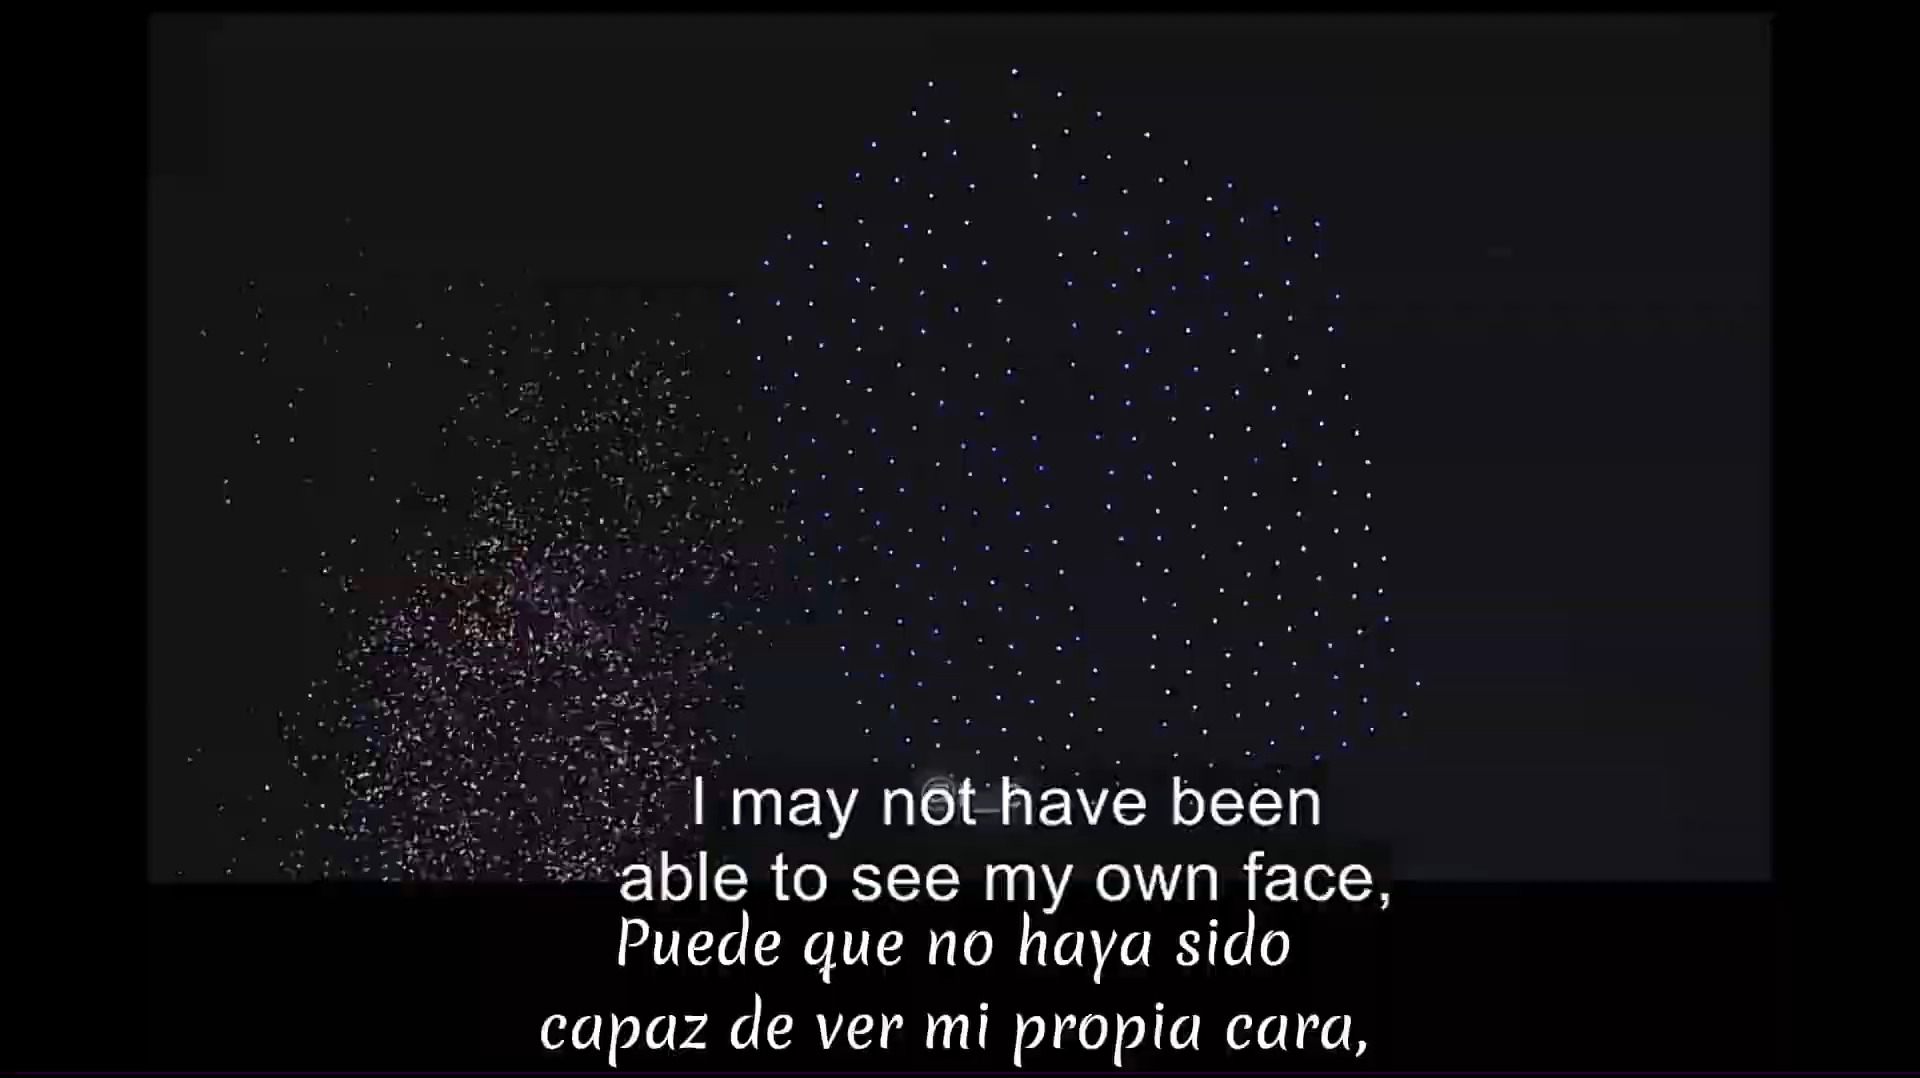 I may not have been
able to see my own face,
Puede que no haya sido
capaz de ver mi propia cara,